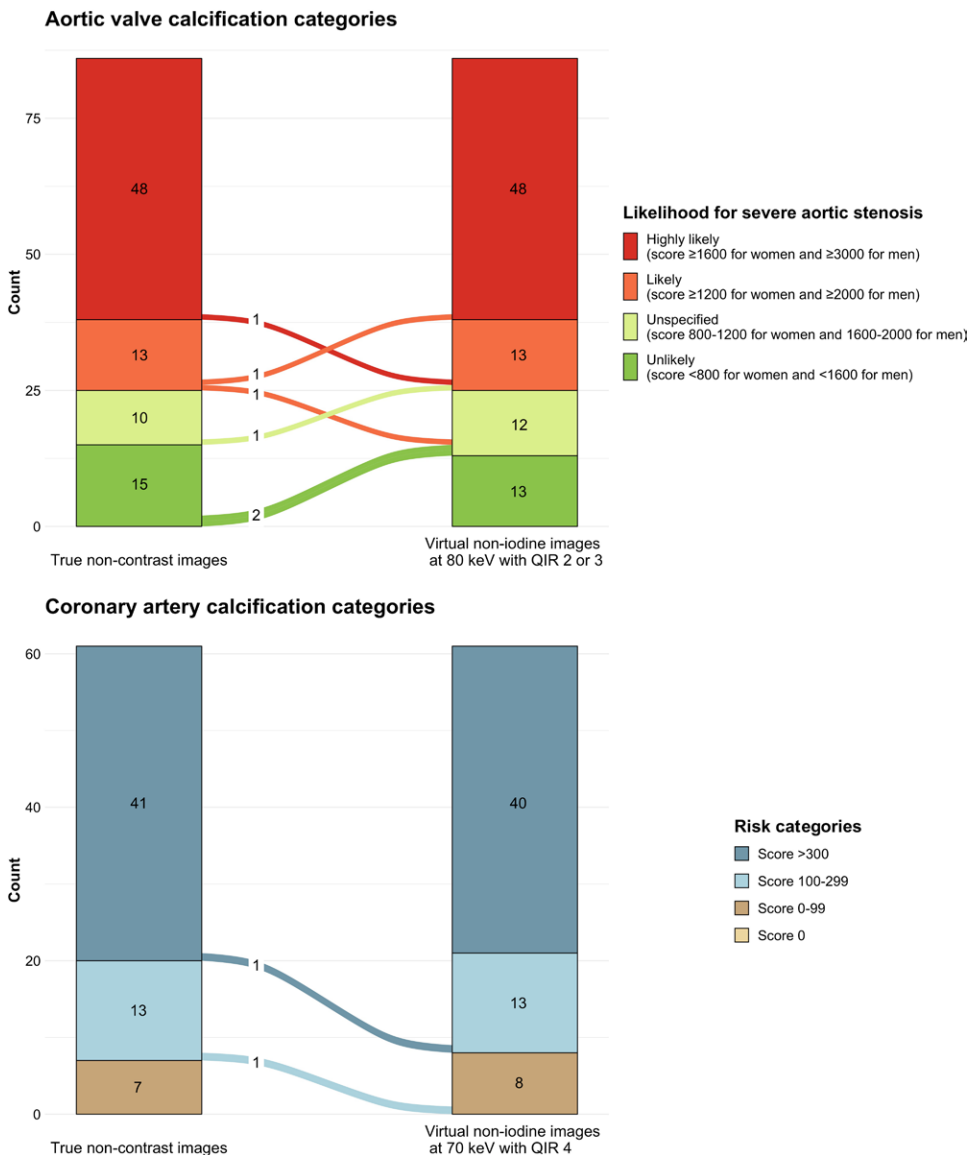 Aortic valve calcification categories
75
50
25
0
Count
48
13
10
15
1
1
1
1
2
48
13
12
13
True non-contrast images
Virtual non-iodine images
at 80 keV with QIR 2 or 3
Likelihood for severe aortic stenosis
Highly likely
(score ≥1600 for women and ≥3000 for men)
Likely
(score ≥1200 for women and ≥2000 for men)
Unspecified
(score 800-1200 for women and 1600-2000 for men)
Unlikely
(score <800 for women and <1600 for men)
Coronary artery calcification categories
60
40
20
0
Count
41
13
7
1
1
40
13
8
True non-contrast images
Virtual non-iodine images
at 70 keV with QIR 4
Risk categories
Score >300
Score 100-299
Score 0-99
Score 0